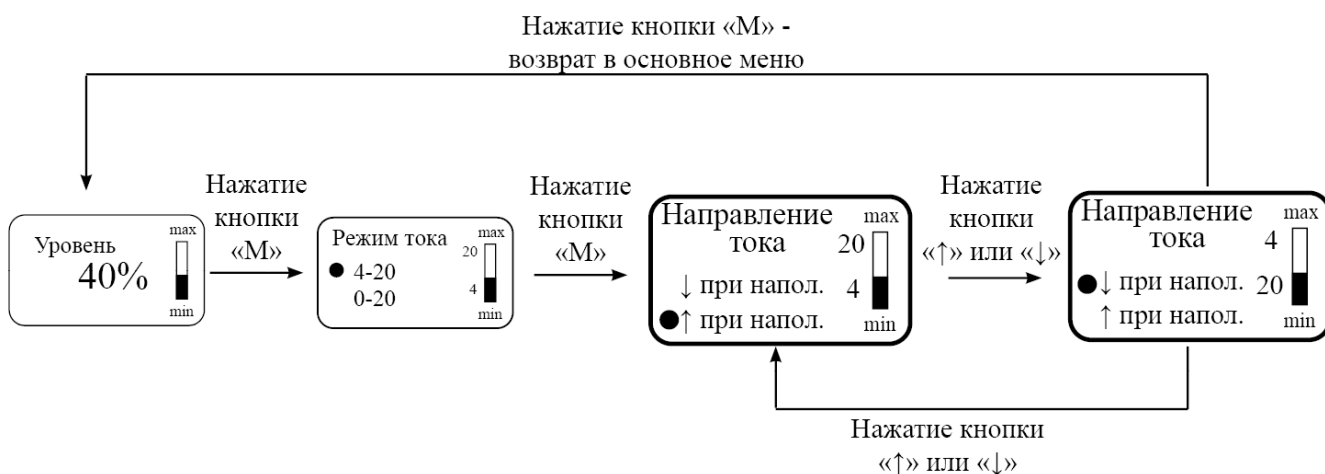 Нажатие кнопки «М» -
возврат в основное меню
Нажатие
кнопки
«М»
Нажатие
кнопки
«М»
Нажатие
кнопки
«↑» или «↓»
Уровень
40%
max
min
Режим тока
● 4-20
0-20
max
20
4
min
Направление
тока
↓ при напол.
●↑ при напол.
max
20
4
min
Направление
тока
●↓ при напол.
↑ при напол.
max
4
20
min
Нажатие кнопки
«↑» или «↓»